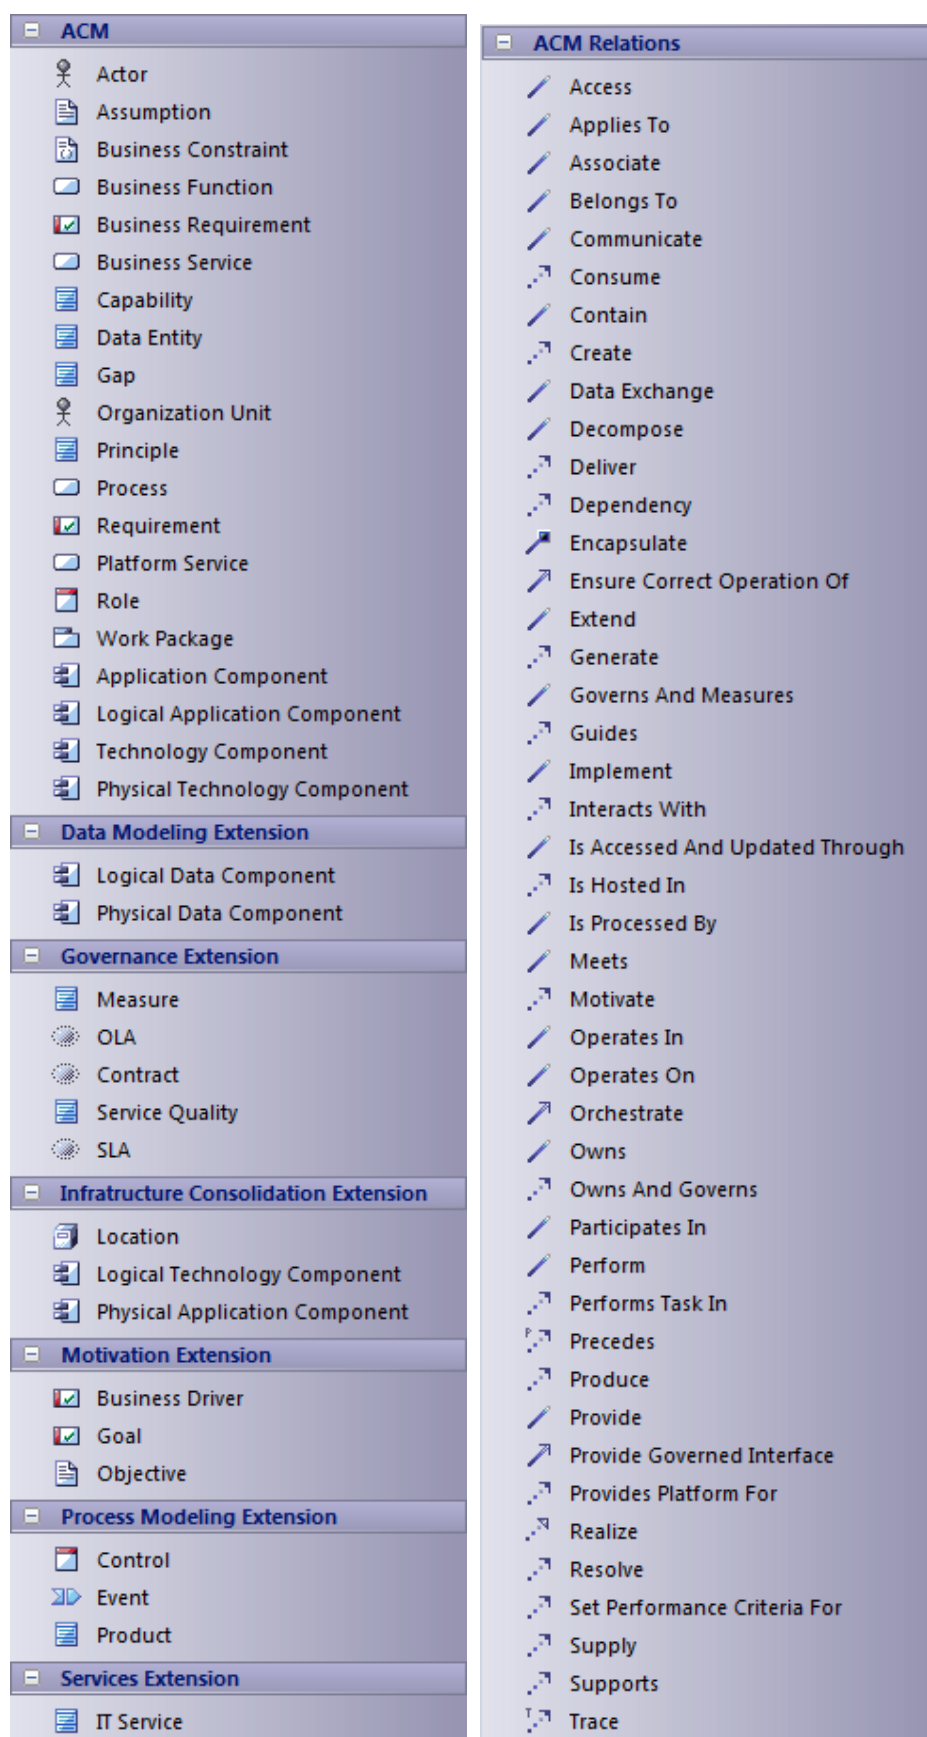 ACM
Actor
Assumption
Business Constraint
Business Function
Business Requirement
Business Service
Capability
Data Entity
Gap
Organization Unit
Principle
Process
Requirement
Platform Service
Role
Work Package
Application Component
Logical Application Component
Technology Component
Physical Technology Component
Data Modeling Extension
Logical Data Component
Physical Data Component
Governance Extension
Measure
OLA
Contract
Service Quality
SLA
Infratructure Consolidation Extension
Location
Logical Technology Component
Physical Application Component
Motivation Extension
Business Driver
Goal
Objective
Process Modeling Extension
Control
Event
Product
Services Extension
IT Service
ACM Relations
Access
Applies To
Associate
Belongs To
Communicate
Consume
Contain
Create
Data Exchange
Decompose
Deliver
Dependency
Encapsulate
Ensure Correct Operation Of
Extend
Generate
Governs And Measures
Guides
Implement
Interacts With
Is Accessed And Updated Through
Is Hosted In
Is Processed By
Meets
Motivate
Operates In
Operates On
Orchestrate
Owns
Owns And Governs
Participates In
Perform
Performs Task In
P Precedes
Produce
Provide
Provide Governed Interface
Provides Platform For
Realize
Resolve
Set Performance Criteria For
Supply
Supports
T Trace